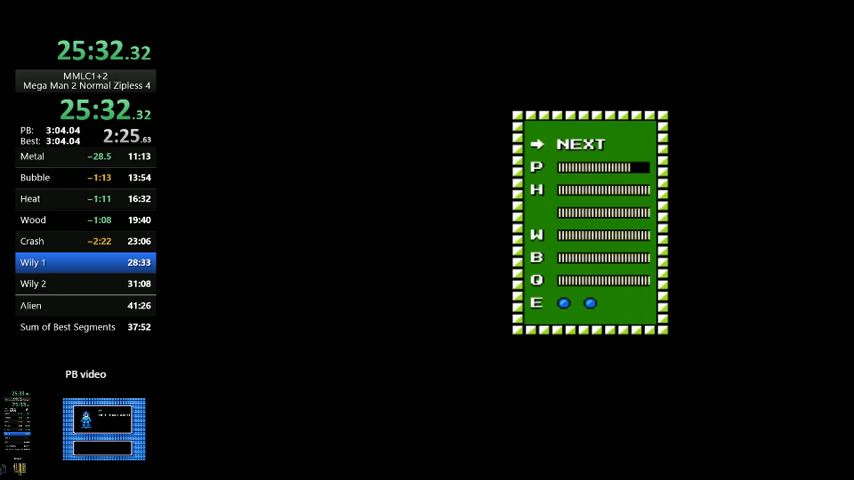 25:32.32
MMLC1+2
Mega Man 2 Normal Zipless 4
25:32.32
PB: 3:04.04
Best: 3:04.04
2:25.63
Metal −28.5 11:13
Bubble −1:13 13:54
Heat −1:11 16:32
Wood −1:08 19:40
Crash −2:22 23:06
Wily 1 28:33
Wily 2 31:08
Alien 41:26
Sum of Best Segments 37:52
PB video
NEXT
P
H
W
B
Q
E